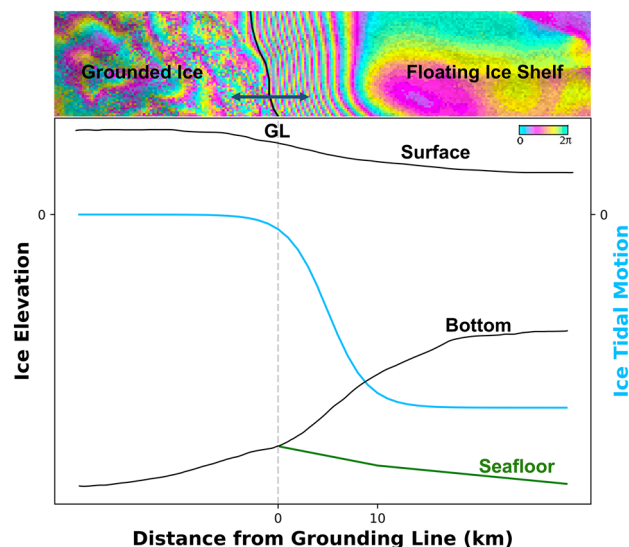 Grounded Ice
Floating Ice Shelf
GL
0
2π
Surface
0
0
Ice Elevation
Ice Tidal Motion
Bottom
Seafloor
0
10
Distance from Grounding Line (km)